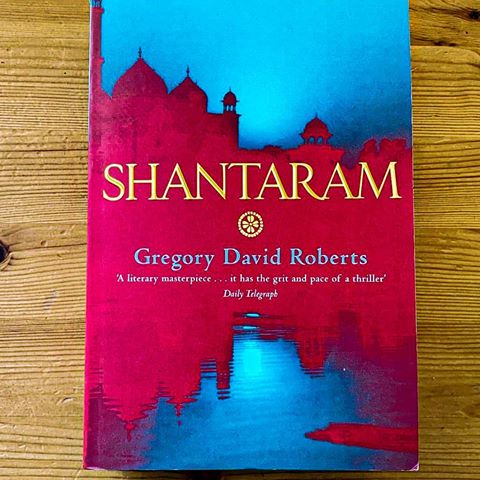 SHANTARAM
Gregory David Roberts
'A literary masterpiece . . . it has the grit and pace of a thriller'
Daily Telegraph